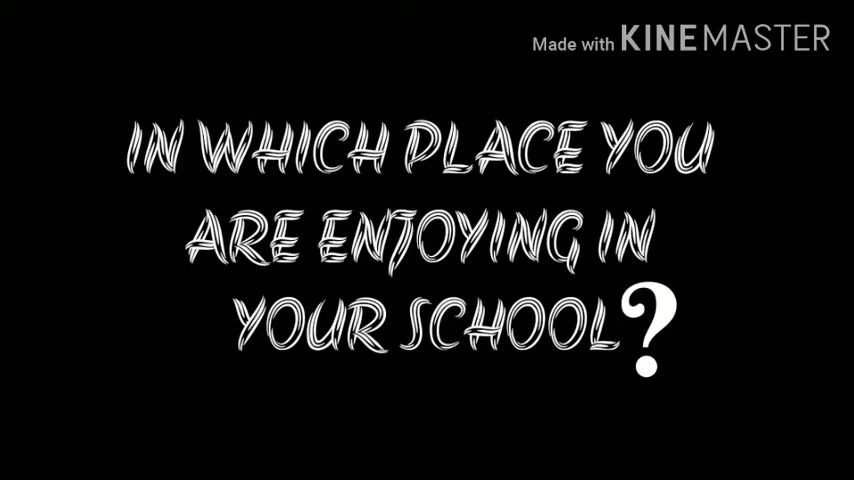 Made with KINEMASTER
IN WHICH PLACE YOU
ARE ENJOYING IN
YOUR SCHOOL?